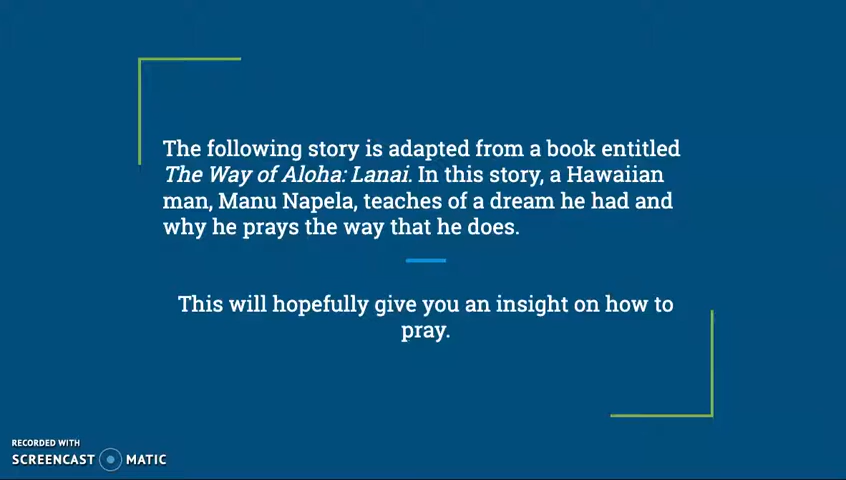 The following story is adapted from a book entitled
The Way of Aloha: Lanai. In this story, a Hawaiian
man, Manu Napela, teaches of a dream he had and
why he prays the way that he does.
This will hopefully give you an insight on how to
pray.
RECORDED WITH
SCREENCAST MATIC